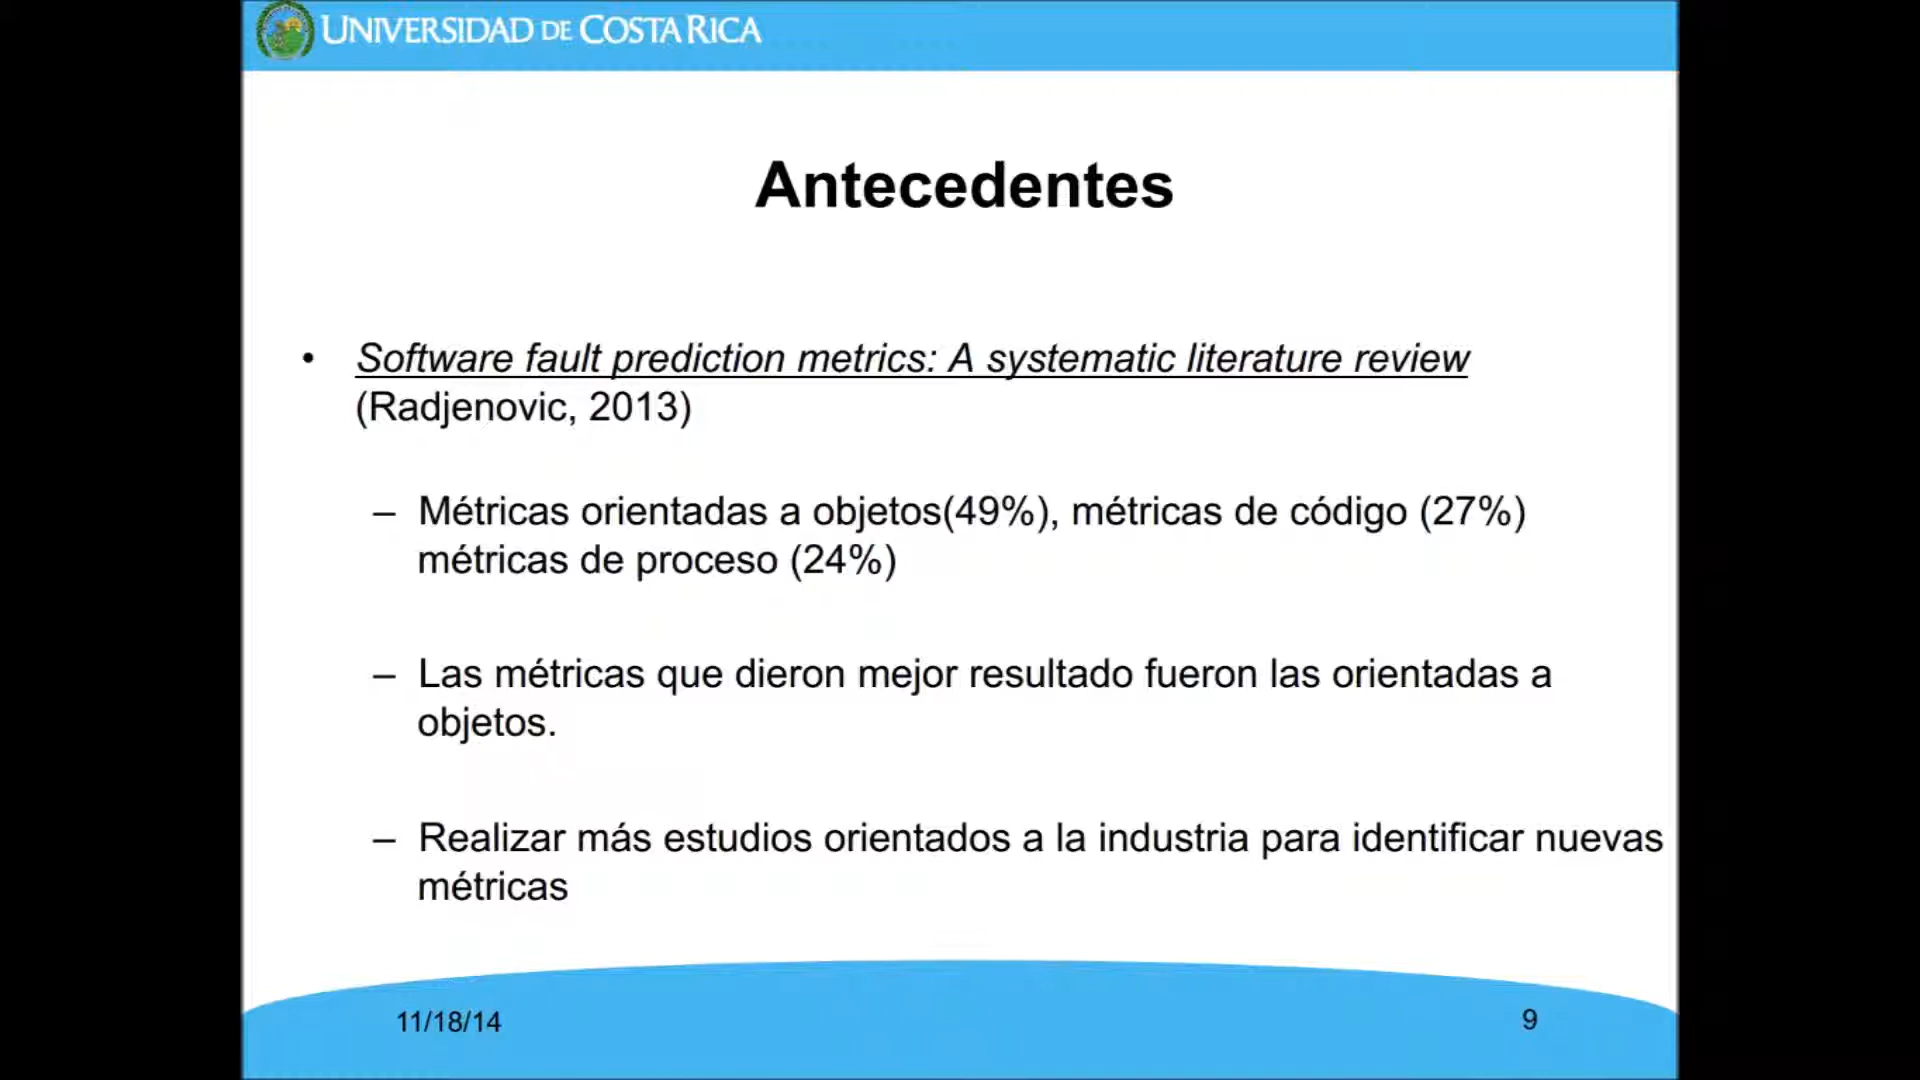 UNIVERSIDAD DE COSTA RICA
Antecedentes
• Software fault prediction metrics: A systematic literature review
(Radjenovic, 2013)
– Métricas orientadas a objetos(49%), métricas de código (27%)
métricas de proceso (24%)
– Las métricas que dieron mejor resultado fueron las orientadas a
objetos.
– Realizar más estudios orientados a la industria para identificar nuevas
métricas
11/18/14
9